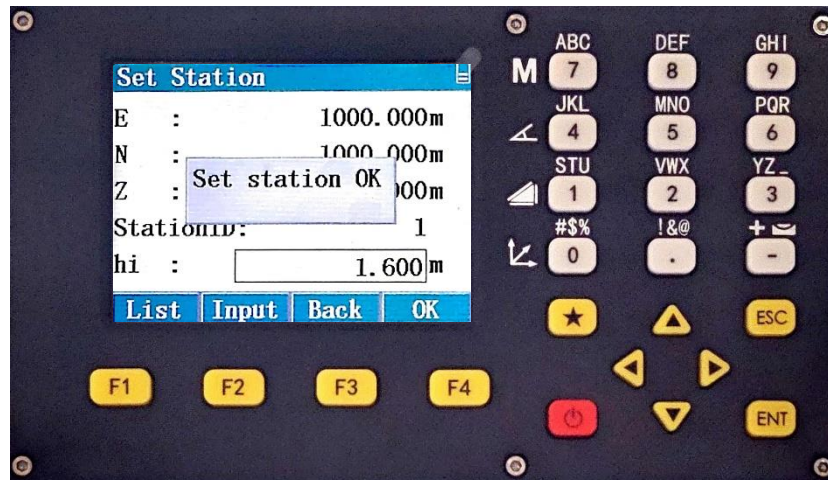 Set Station
E : 1000.000m
N : 1000.000m
Z : 000m
Set station OK
StationID: 1
hi : 1.600 m
List Input Back OK
F1 F2 F3 F4
M
ABC DEF GHI
7 8 9
JKL MNO PQR
4 5 6
STU VWX YZ_
1 2 3
#$% !&@ +
0 . -
★ ESC
ENT